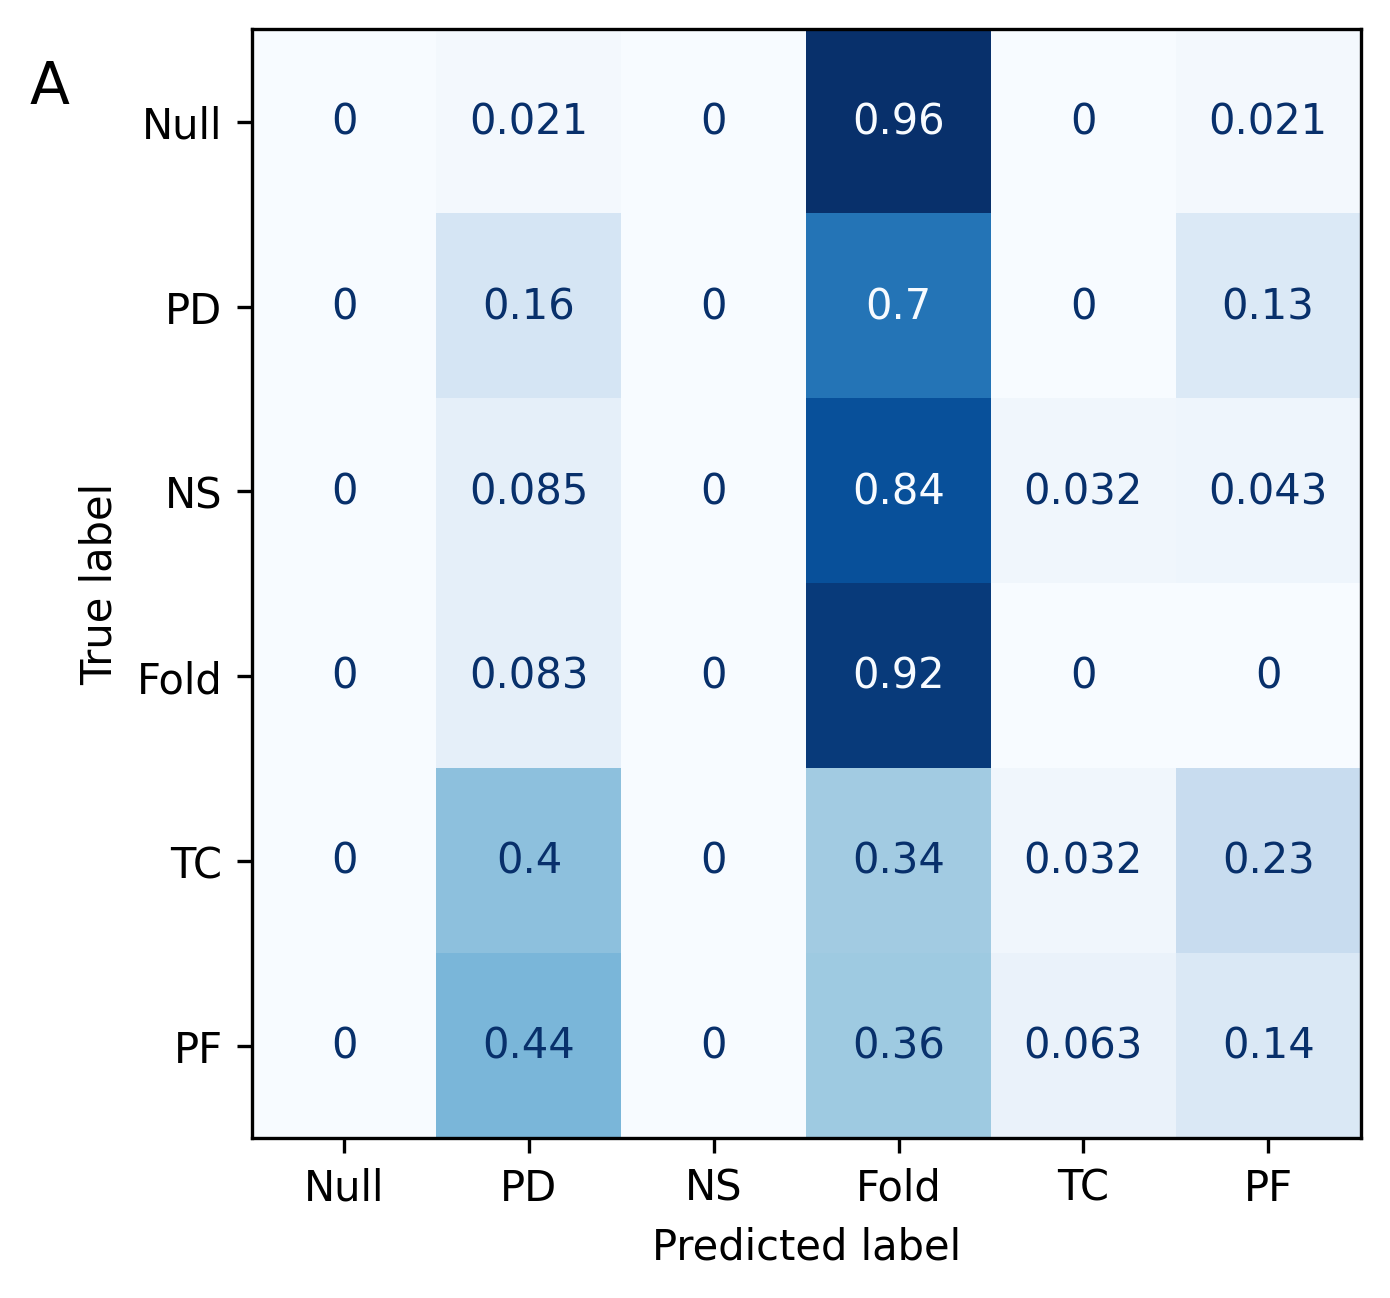 A
Null 0 0.021 0 0.96 0 0.021
PD 0 0.16 0 0.7 0 0.13
NS 0 0.085 0 0.84 0.032 0.043
Fold 0 0.083 0 0.92 0 0
TC 0 0.4 0 0.34 0.032 0.23
PF 0 0.44 0 0.36 0.063 0.14
True label
Null PD NS Fold TC PF
Predicted label